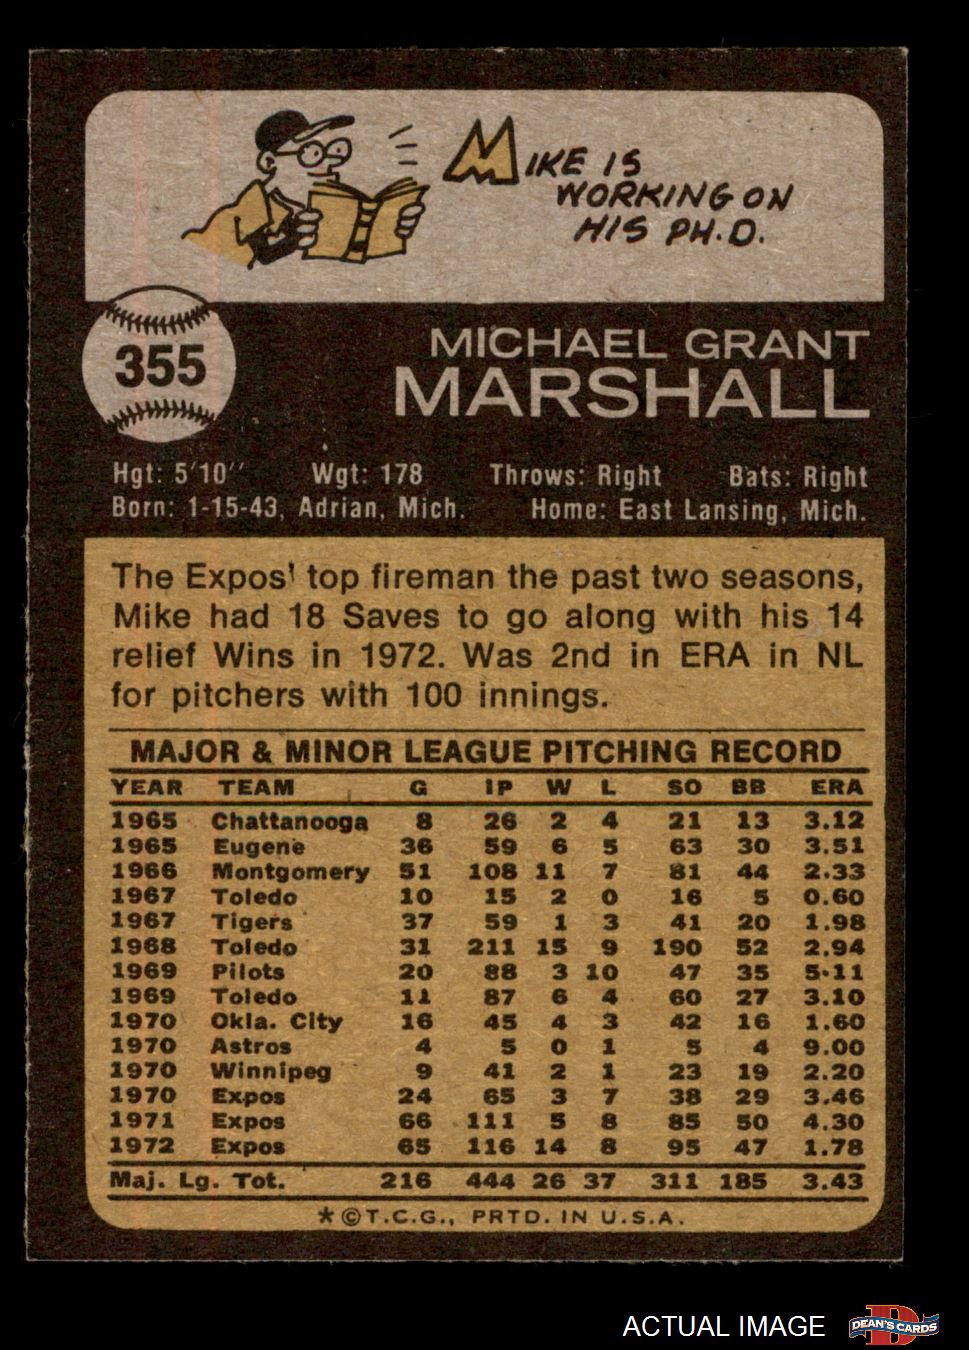 MIKE IS
WORKING ON
HIS PH.D.
355
MICHAEL GRANT
MARSHALL
Hgt: 5'10" Wgt: 178 Throws: Right Bats: Right
Born: 1-15-43, Adrian, Mich. Home: East Lansing, Mich.
The Expos' top fireman the past two seasons,
Mike had 18 Saves to go along with his 14
relief Wins in 1972. Was 2nd in ERA in NL
for pitchers with 100 innings.
MAJOR & MINOR LEAGUE PITCHING RECORD
YEAR TEAM G IP W L SO BB ERA
1965 Chattanooga 8 26 2 4 21 13 3.12
1965 Eugene 36 59 6 5 63 30 3.51
1966 Montgomery 51 108 11 7 81 44 2.33
1967 Toledo 10 15 2 0 16 5 0.60
1967 Tigers 37 59 1 3 41 20 1.98
1968 Toledo 31 211 15 9 190 52 2.94
1969 Pilots 20 88 3 10 47 35 5.11
1969 Toledo 11 87 6 4 60 27 3.10
1970 Okla. City 16 45 4 3 42 16 1.60
1970 Astros 4 5 0 1 5 4 9.00
1970 Winnipeg 9 41 2 1 23 19 2.20
1970 Expos 24 65 3 7 38 29 3.46
1971 Expos 66 111 5 8 85 50 4.30
1972 Expos 65 116 14 8 95 47 1.78
Maj. Lg. Tot. 216 444 26 37 311 185 3.43
*©T.C.G., PRTD. IN U.S.A.
ACTUAL IMAGE
D
DEAN'S CARDS